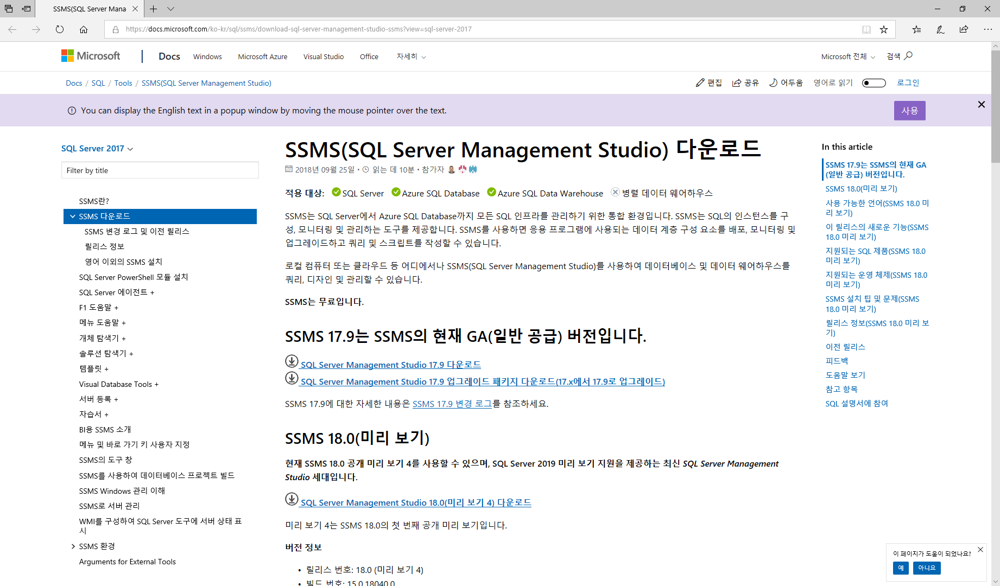 SSMS(SQL Server Mana
https://docs.microsoft.com/ko-kr/sql/ssms/download-sql-server-management-studio-ssms?view=sql-server-2017
Microsoft
Docs
Windows
Microsoft Azure
Visual Studio
Office
자세히
Microsoft 전체
검색
Docs / SQL / Tools / SSMS(SQL Server Management Studio)
편집
공유
어두움
영어로 읽기
로그인
You can display the English text in a popup window by moving the mouse pointer over the text.
사용
SQL Server 2017
Filter by title
SSMS란?
SSMS 다운로드
SSMS 변경 로그 및 이전 릴리스
릴리스 정보
영어 이외의 SSMS 설치
SQL Server PowerShell 모듈 설치
SQL Server 에이전트 +
F1 도움말 +
메뉴 도움말 +
개체 탐색기 +
솔루션 탐색기 +
템플릿 +
Visual Database Tools +
서버 등록 +
자습서 +
BI용 SSMS 소개
메뉴 및 바로 가기 키 사용자 지정
SSMS의 도구 창
SSMS를 사용하여 데이터베이스 프로젝트 빌드
SSMS Windows 관리 이해
SSMS로 서버 관리
WMI를 구성하여 SQL Server 도구에 서버 상태 표
시
SSMS 환경
Arguments for External Tools
SSMS(SQL Server Management Studio) 다운로드
2018년 09월 25일 • 읽는 데 10분 • 참가자
적용 대상: SQL Server Azure SQL Database Azure SQL Data Warehouse 병렬 데이터 웨어하우스
SSMS는 SQL Server에서 Azure SQL Database까지 모든 SQL 인프라를 관리하기 위한 통합 환경입니다. SSMS는 SQL의 인스턴스를 구
성, 모니터링 및 관리하는 도구를 제공합니다. SSMS를 사용하면 응용 프로그램에 사용되는 데이터 계층 구성 요소를 배포, 모니터링 및
업그레이드하고 쿼리 및 스크립트를 작성할 수 있습니다.
로컬 컴퓨터 또는 클라우드 등 어디에서나 SSMS(SQL Server Management Studio)를 사용하여 데이터베이스 및 데이터 웨어하우스를
쿼리, 디자인 및 관리할 수 있습니다.
SSMS는 무료입니다.
SSMS 17.9는 SSMS의 현재 GA(일반 공급) 버전입니다.
SQL Server Management Studio 17.9 다운로드
SQL Server Management Studio 17.9 업그레이드 패키지 다운로드(17.x에서 17.9로 업그레이드)
SSMS 17.9에 대한 자세한 내용은 SSMS 17.9 변경 로그를 참조하세요.
SSMS 18.0(미리 보기)
현재 SSMS 18.0 공개 미리 보기 4를 사용할 수 있으며, SQL Server 2019 미리 보기 지원을 제공하는 최신 SQL Server Management
Studio 세대입니다.
SQL Server Management Studio 18.0(미리 보기 4) 다운로드
미리 보기 4는 SSMS 18.0의 첫 번째 공개 미리 보기입니다.
버전 정보
• 릴리스 번호: 18.0 (미리 보기 4)
• 빌드 번호: 15.0.18040.0
In this article
SSMS 17.9는 SSMS의 현재 GA
(일반 공급) 버전입니다.
SSMS 18.0(미리 보기)
사용 가능한 언어(SSMS 18.0 미
리 보기)
이 릴리스의 새로운 기능(SSMS
18.0 미리 보기)
지원되는 SQL 제품(SSMS 18.0
미리 보기)
지원되는 운영 체제(SSMS 18.0
미리 보기)
SSMS 설치 팁 및 문제(SSMS
18.0 미리 보기)
릴리스 정보(SSMS 18.0 미리 보
기)
이전 릴리스
피드백
도움말 보기
참고 항목
SQL 설명서에 참여
이 페이지가 도움이 되었나요?
예
아니요